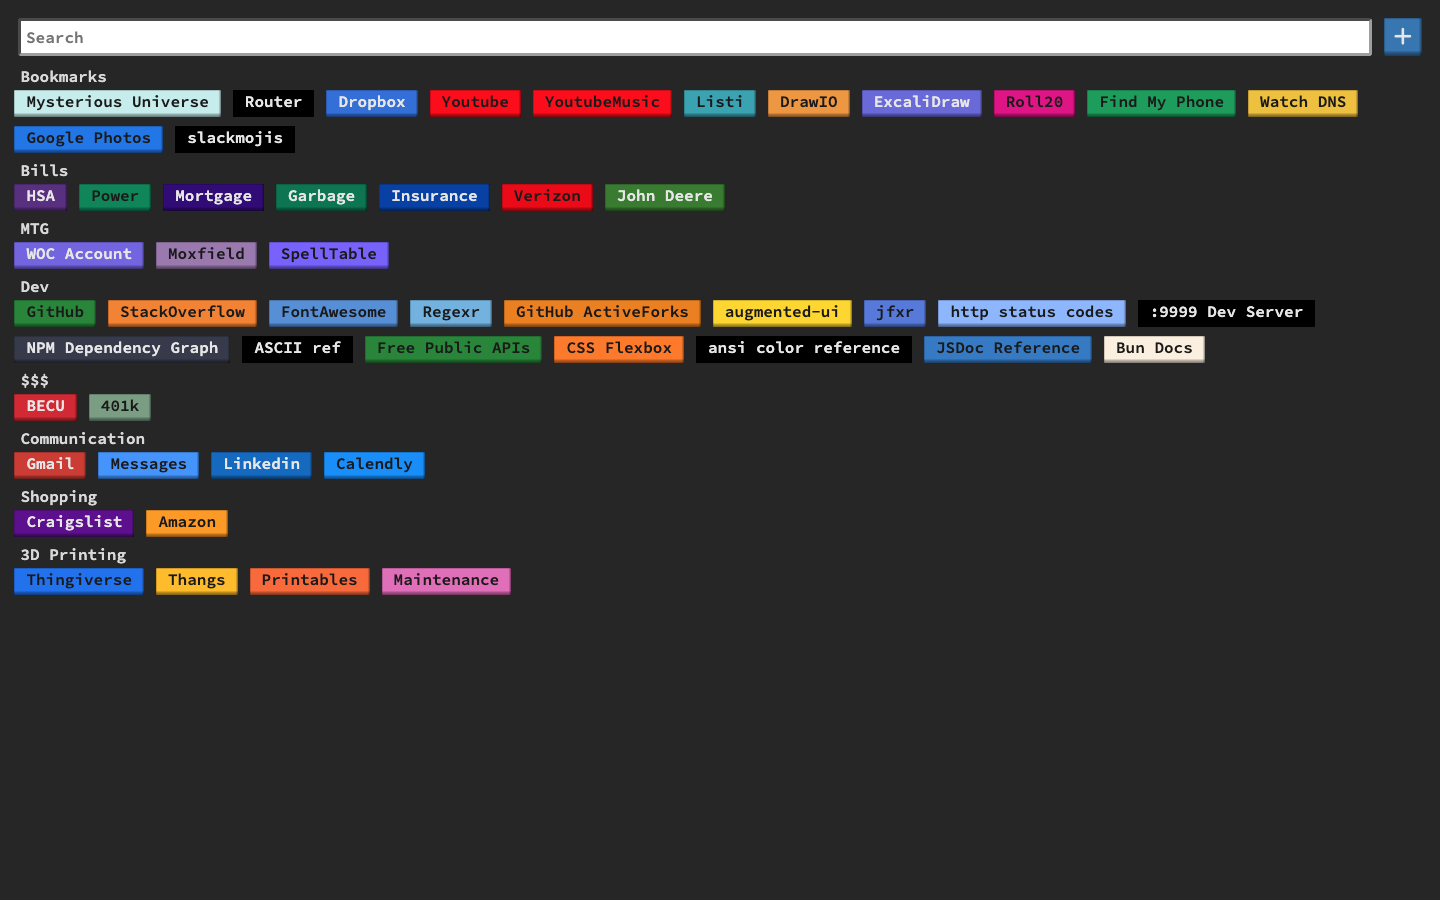 Search
Bookmarks
Mysterious Universe Router Dropbox Youtube YoutubeMusic Listi DrawIO ExcaliDraw Roll20 Find My Phone Watch DNS
Google Photos slackmojis
Bills
HSA Power Mortgage Garbage Insurance Verizon John Deere
MTG
WOC Account Moxfield SpellTable
Dev
GitHub StackOverflow FontAwesome Regexr GitHub ActiveForks augmented-ui jfxr http status codes :9999 Dev Server
NPM Dependency Graph ASCII ref Free Public APIs CSS Flexbox ansi color reference JSDoc Reference Bun Docs
$$$
BECU 401k
Communication
Gmail Messages Linkedin Calendly
Shopping
Craigslist Amazon
3D Printing
Thingiverse Thangs Printables Maintenance